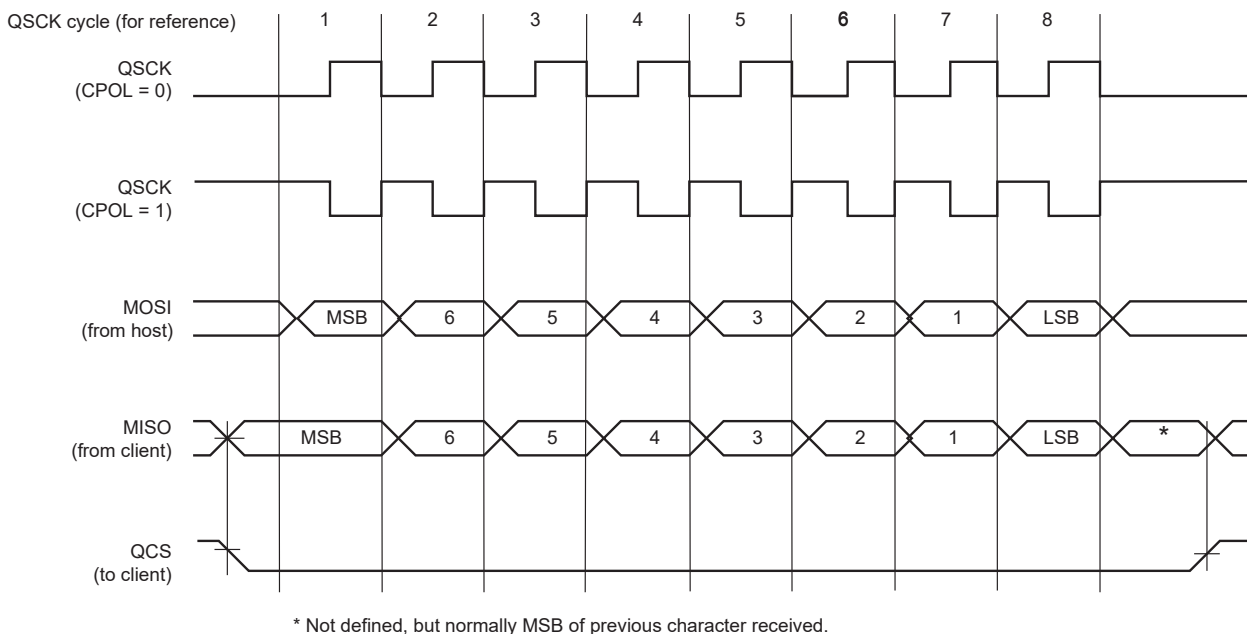 QSCK cycle (for reference) 1 2 3 4 5 6 7 8
QSCK
(CPOL = 0)
QSCK
(CPOL = 1)
MOSI
(from host)
MSB 6 5 4 3 2 1 LSB
MISO
(from client)
MSB 6 5 4 3 2 1 LSB *
QCS
(to client)
* Not defined, but normally MSB of previous character received.